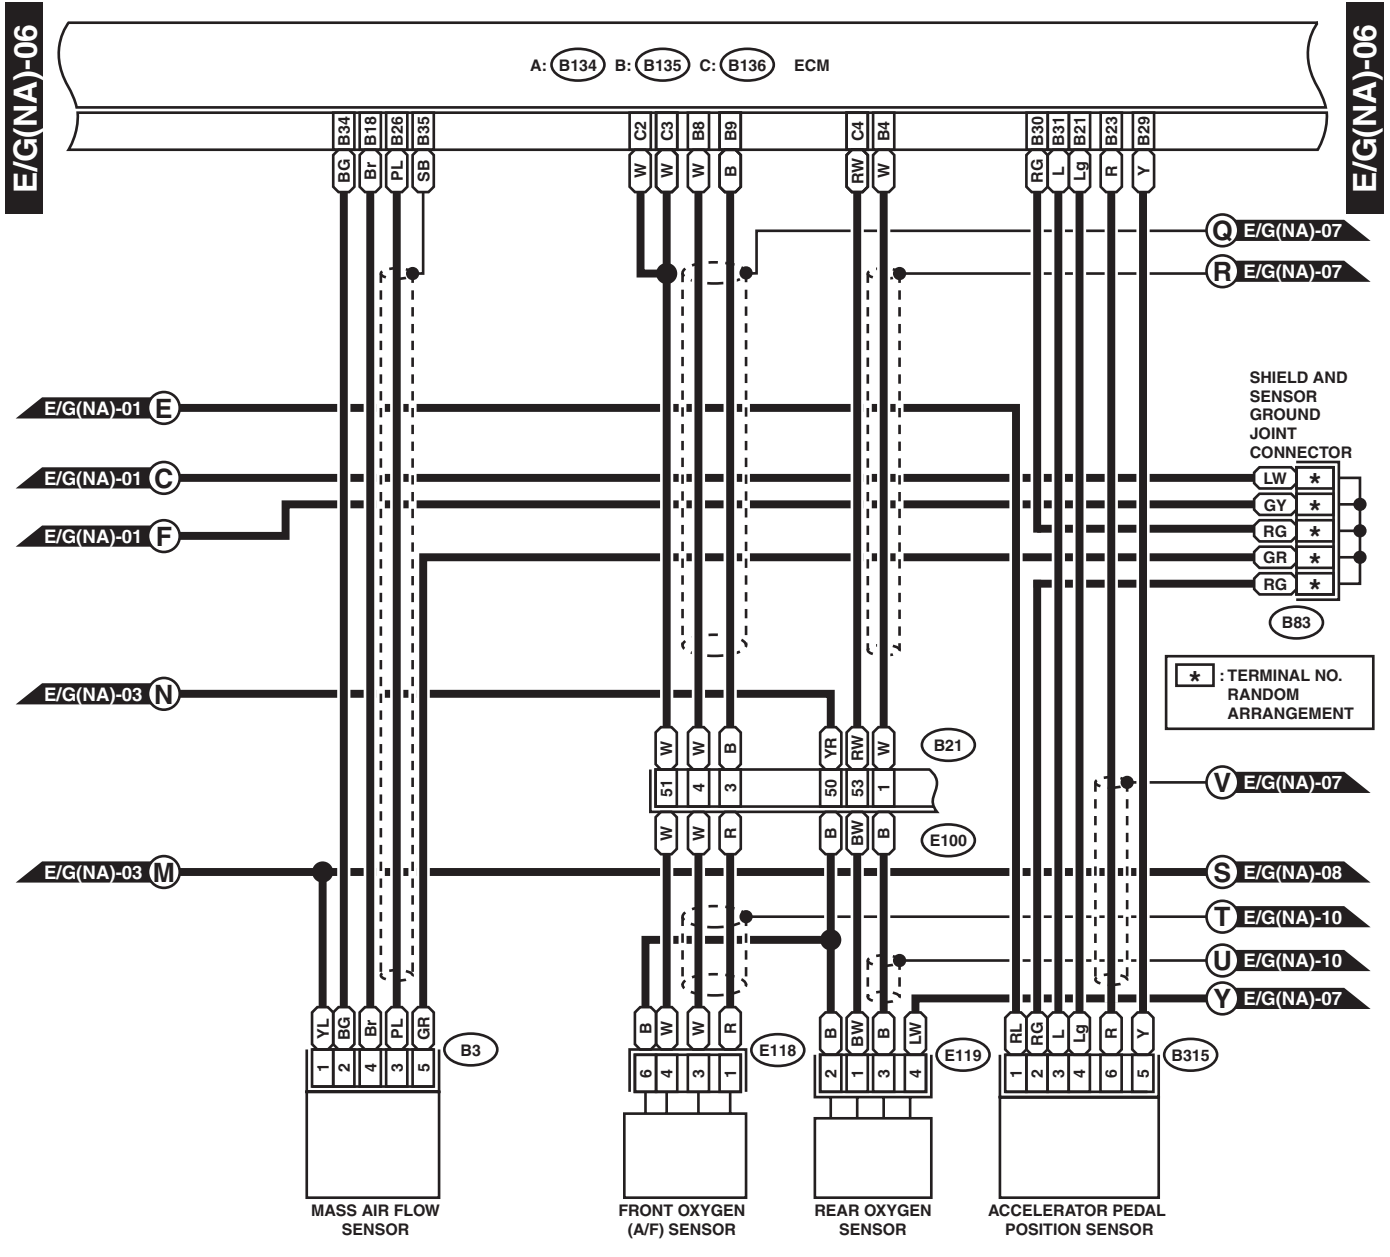 E/G(NA)-06
E/G(NA)-06
A: B134 B: B135 C: B136 ECM
B34 B18 B26 B35 C2 C3 B8 B9 C4 B4 B30 B31 B21 B23 B29
BG Br PL SB W W W B RW W RG L Lg R Y
Q E/G(NA)-07
R E/G(NA)-07
SHIELD AND
SENSOR
GROUND
JOINT
CONNECTOR
E/G(NA)-01 E
E/G(NA)-01 C
LW *
GY *
E/G(NA)-01 F
RG *
GR *
RG *
B83
* : TERMINAL NO.
RANDOM
ARRANGEMENT
E/G(NA)-03 N
W W B YR RW W B21
51 4 3 50 53 1
W W R B BW B E100
V E/G(NA)-07
E/G(NA)-03 M
S E/G(NA)-08
T E/G(NA)-10
U E/G(NA)-10
Y E/G(NA)-07
YL BG Br PL GR B3
1 2 4 3 5
B W W R E118
6 4 3 1
B BW B LW E119
2 1 3 4
RL RG L Lg R Y B315
1 2 3 4 6 5
MASS AIR FLOW
SENSOR
FRONT OXYGEN
(A/F) SENSOR
REAR OXYGEN
SENSOR
ACCELERATOR PEDAL
POSITION SENSOR